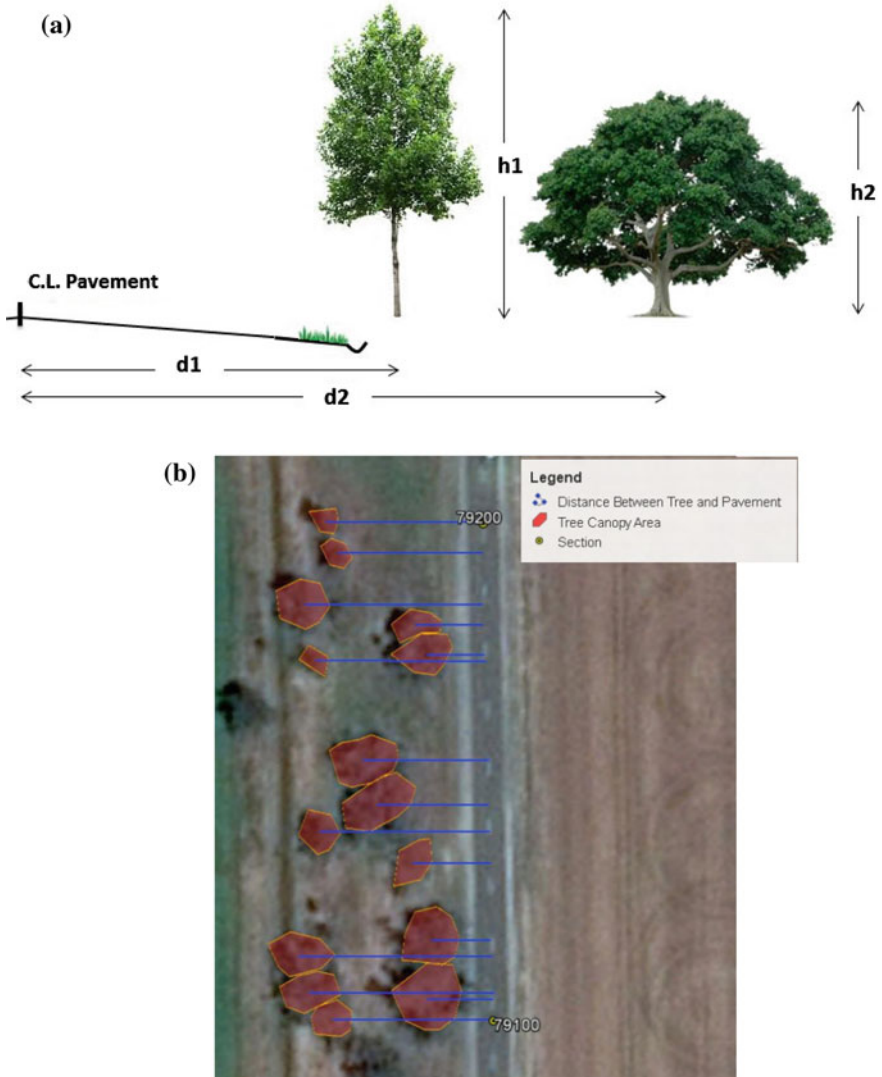 (a)
h1
h2
C.L. Pavement
d1
d2
(b)
Legend
Distance Between Tree and Pavement
Tree Canopy Area
Section
79200
79100